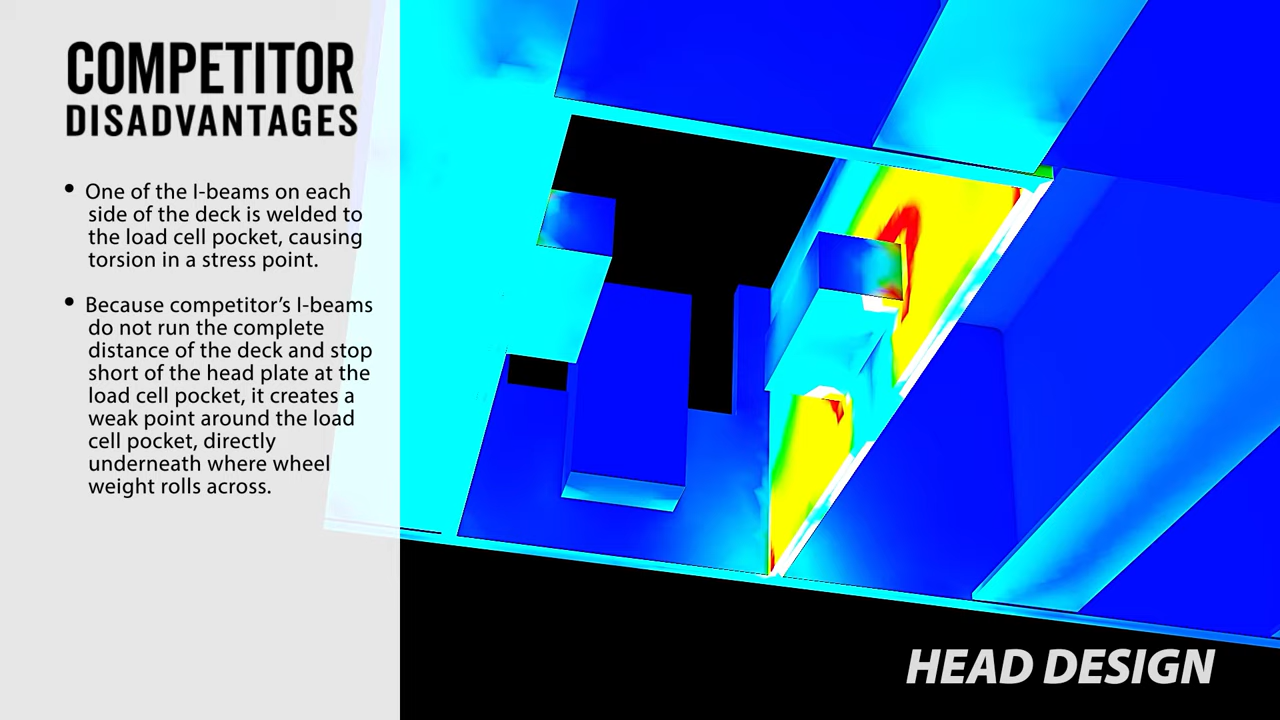 COMPETITOR
DISADVANTAGES
• One of the I-beams on each
side of the deck is welded to
the load cell pocket, causing
torsion in a stress point.
• Because competitor’s I-beams
do not run the complete
distance of the deck and stop
short of the head plate at the
load cell pocket, it creates a
weak point around the load
cell pocket, directly
underneath where wheel
weight rolls across.
HEAD DESIGN